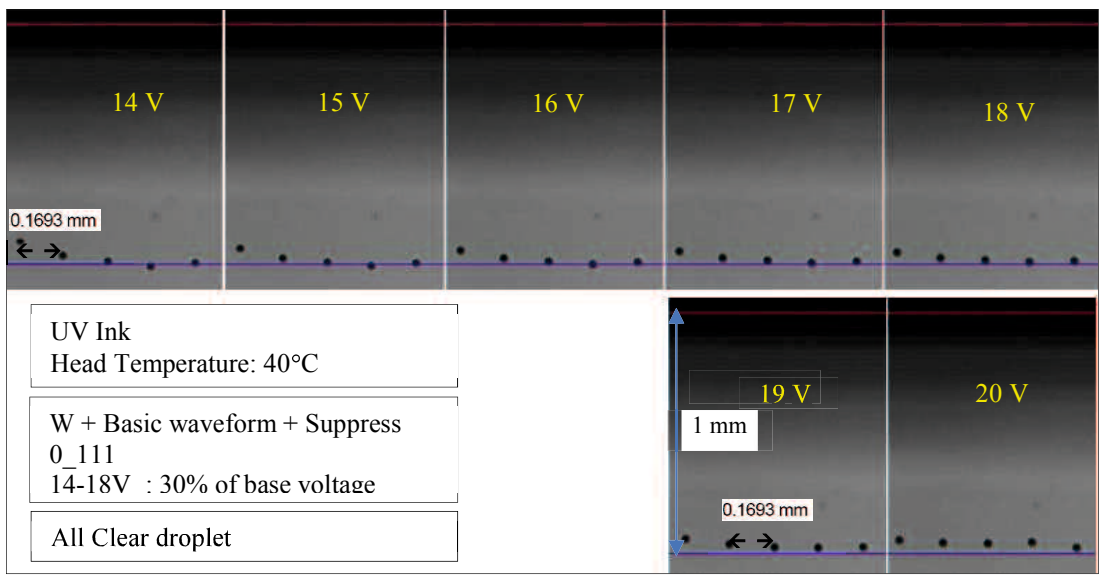 14 V
15 V
16 V
17 V
18 V
0.1693 mm
UV Ink
Head Temperature: 40°C
W + Basic waveform + Suppress
0_111
14-18V : 30% of base voltage
All Clear droplet
19 V
20 V
1 mm
0.1693 mm